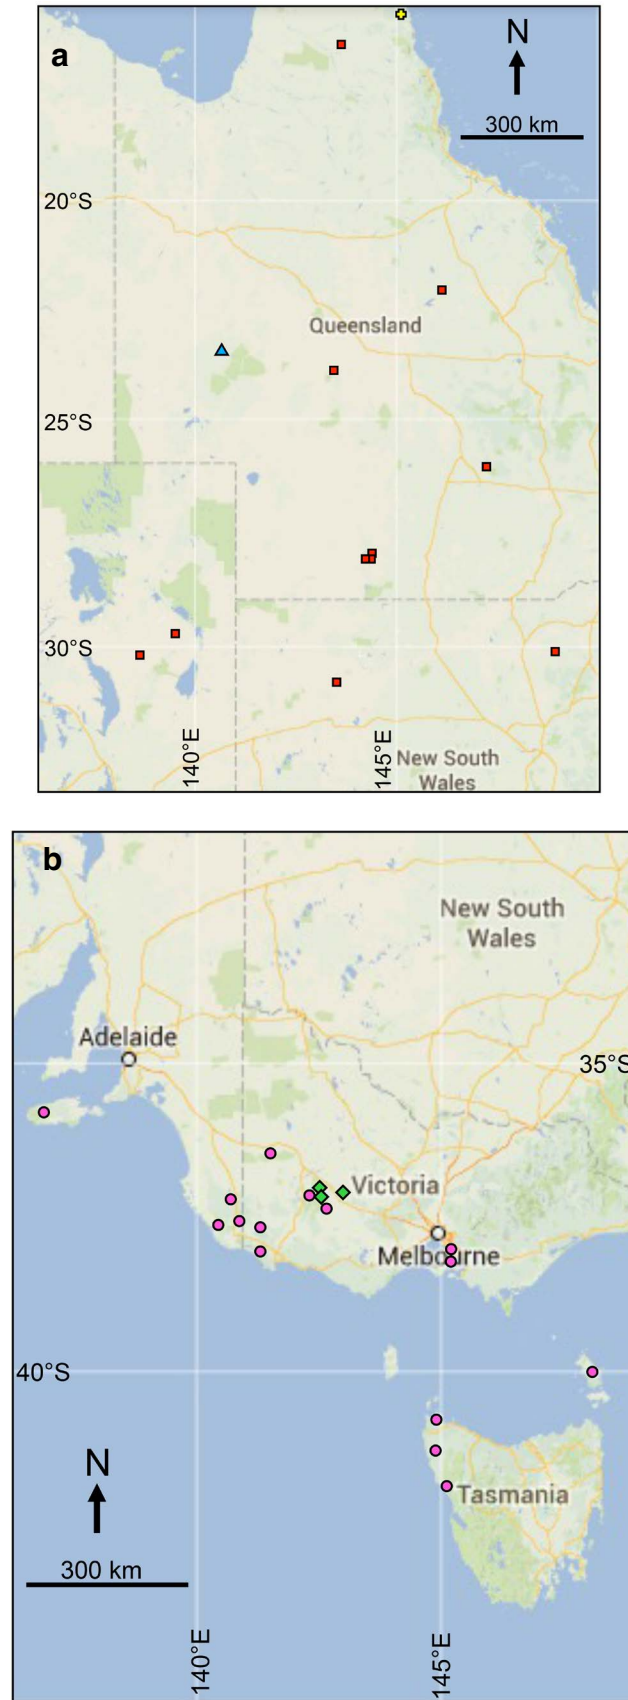 a
N
300 km
20°S
Queensland
25°S
30°S
140°E
145°E
New South
Wales
b
New South
Wales
Adelaide
35°S
Victoria
Melbourne
40°S
N
Tasmania
300 km
140°E
145°E